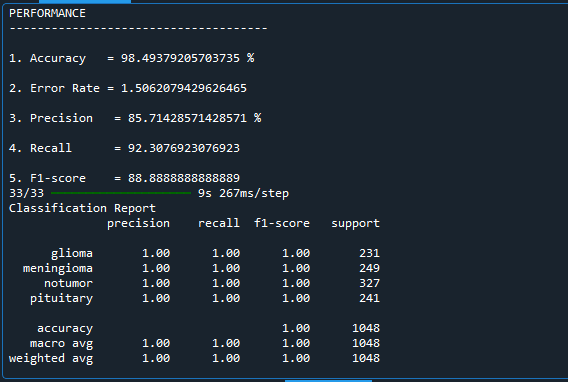 PERFORMANCE
-------------------------------------
1. Accuracy = 98.49379205703735 %
2. Error Rate = 1.5062079429626465
3. Precision = 85.71428571428571 %
4. Recall = 92.3076923076923
5. F1-score = 88.8888888888889
33/33 ━━━━━━━━━━━━━━━━━━━━ 9s 267ms/step
Classification Report
precision recall f1-score support
glioma 1.00 1.00 1.00 231
meningioma 1.00 1.00 1.00 249
notumor 1.00 1.00 1.00 327
pituitary 1.00 1.00 1.00 241
accuracy 1.00 1048
macro avg 1.00 1.00 1.00 1048
weighted avg 1.00 1.00 1.00 1048